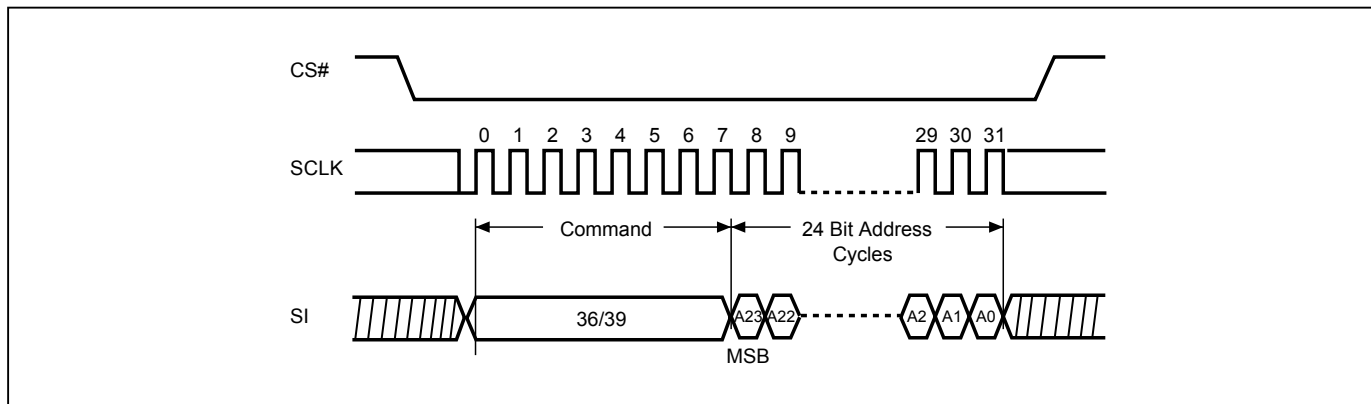 CS#
0 1 2 3 4 5 6 7 8 9 29 30 31
SCLK
Command 24 Bit Address
Cycles
SI 36/39 A23 A22 A2 A1 A0
MSB